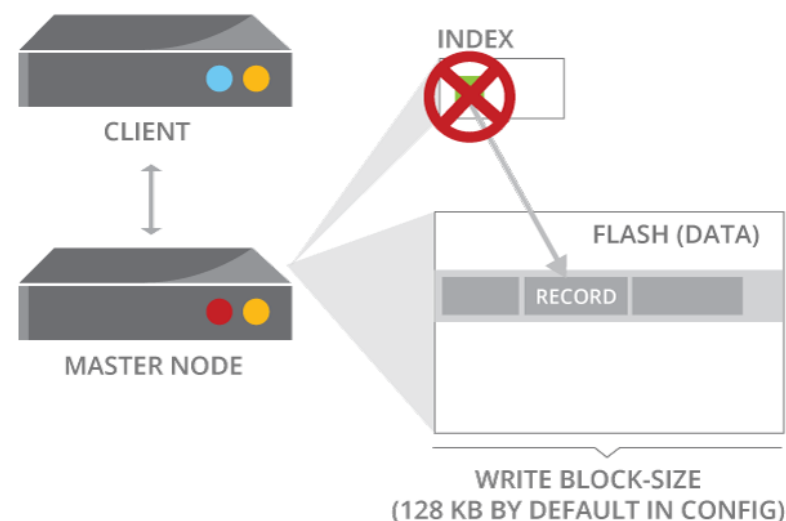 CLIENT
MASTER NODE
INDEX
FLASH (DATA)
RECORD
WRITE BLOCK-SIZE
(128 KB BY DEFAULT IN CONFIG)